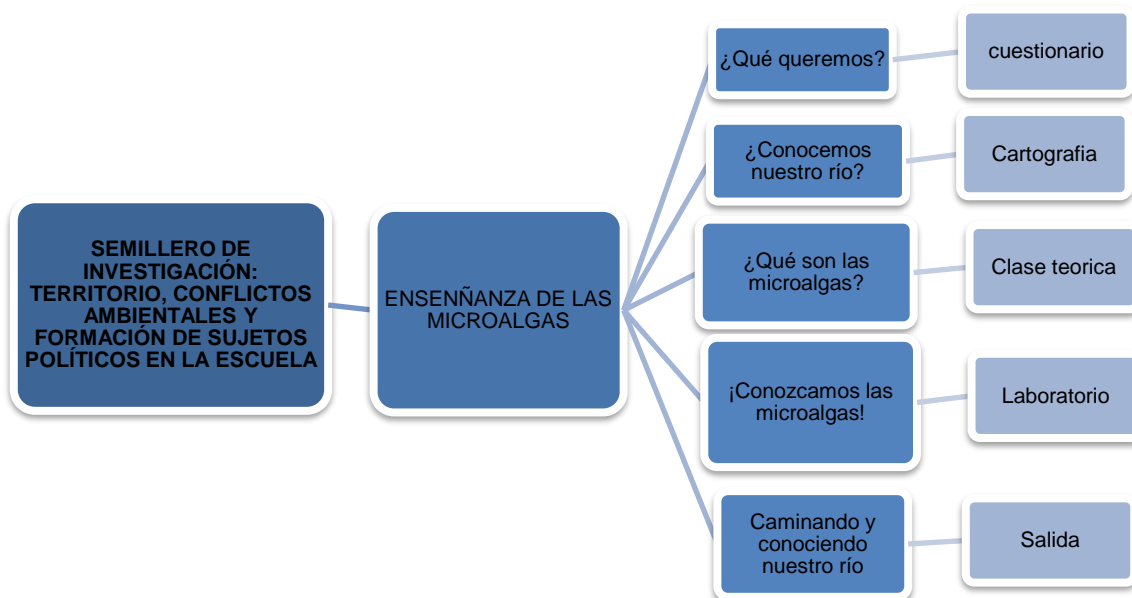 SEMILLERO DE
INVESTIGACIÓN:
TERRITORIO, CONFLICTOS
AMBIENTALES Y
FORMACIÓN DE SUJETOS
POLÍTICOS EN LA ESCUELA
ENSENÑANZA DE LAS
MICROALGAS
¿Qué queremos?
cuestionario
¿Conocemos
nuestro río?
Cartografia
¿Qué son las
microalgas?
Clase teorica
¡Conozcamos las
microalgas!
Laboratorio
Caminando y
conociendo
nuestro río
Salida